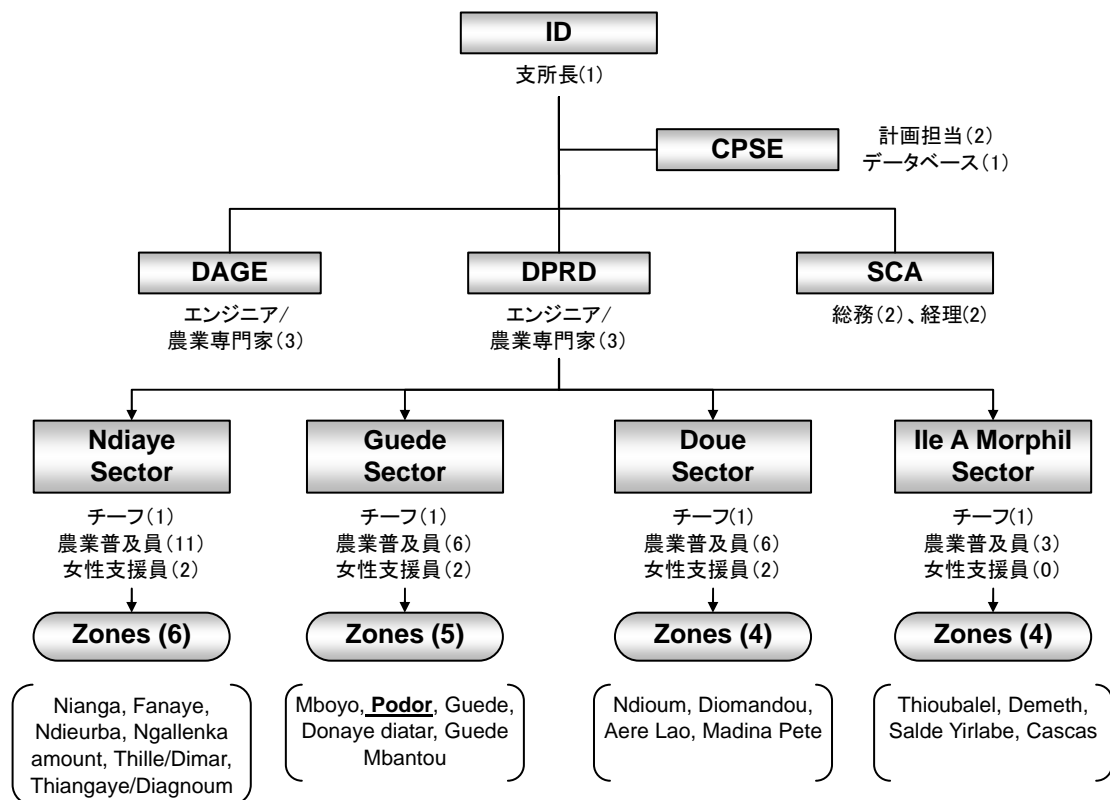 ID
支所長(1)
CPSE
計画担当(2)
データベース(1)
DAGE
エンジニア/
農業専門家(3)
DPRD
エンジニア/
農業専門家(3)
SCA
総務(2)、経理(2)
Ndiaye
Sector
チーフ(1)
農業普及員(11)
女性支援員(2)
Zones (6)
Nianga, Fanaye,
Ndieurba, Ngallenka
amount, Thille/Dimar,
Thiangaye/Diagnoum
Guede
Sector
チーフ(1)
農業普及員(6)
女性支援員(2)
Zones (5)
Mboyo, Podor, Guede,
Donaye diatar, Guede
Mbantou
Doue
Sector
チーフ(1)
農業普及員(6)
女性支援員(2)
Zones (4)
Ndioum, Diomandou,
Aere Lao, Madina Pete
Ile A Morphil
Sector
チーフ(1)
農業普及員(3)
女性支援員(0)
Zones (4)
Thioubalel, Demeth,
Salde Yirlabe, Cascas